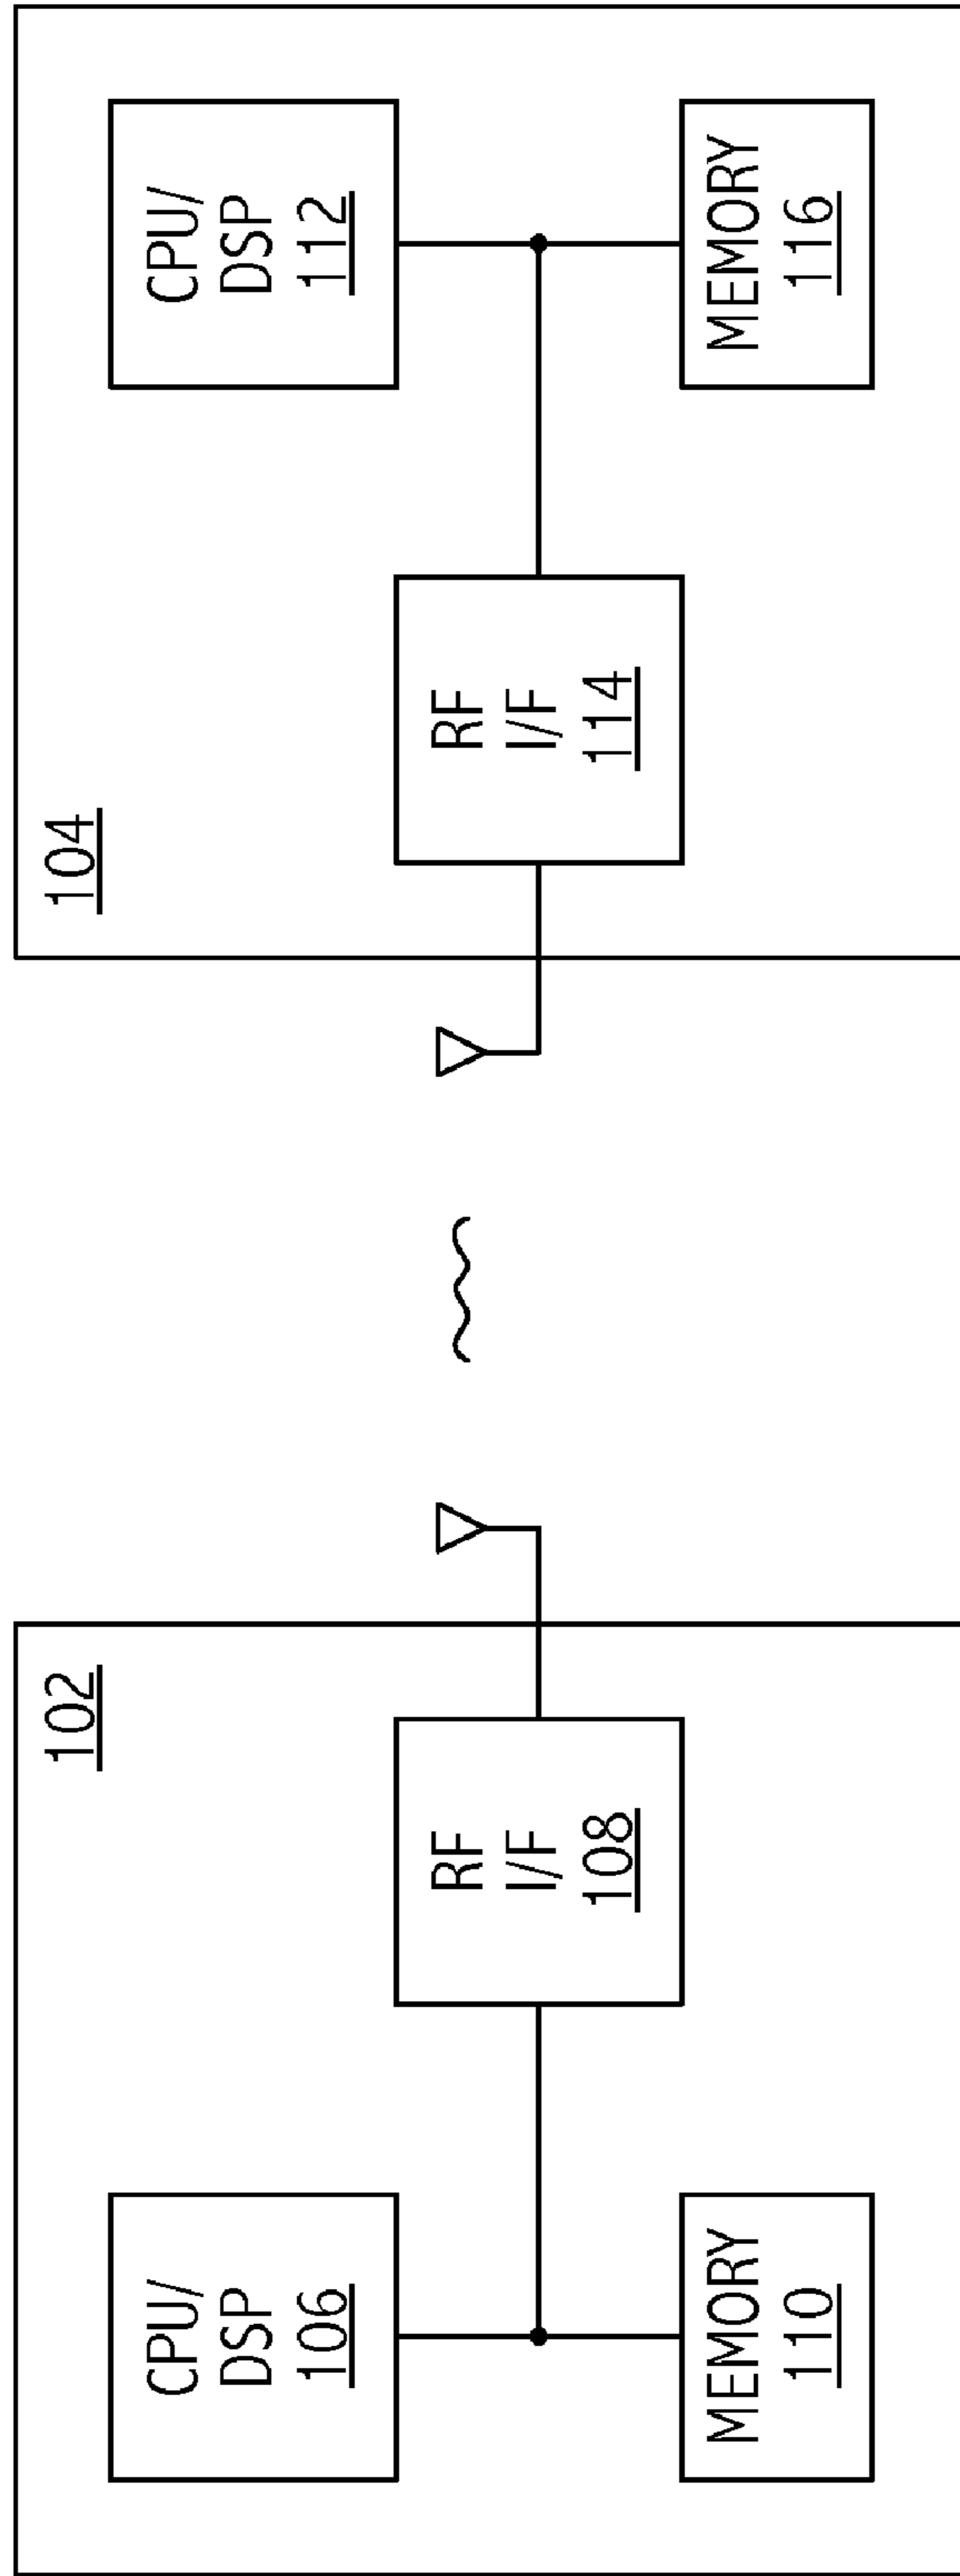 102
CPU/
DSP
106
RF
I/F
108
MEMORY
110
104
CPU/
DSP
112
RF
I/F
114
MEMORY
116